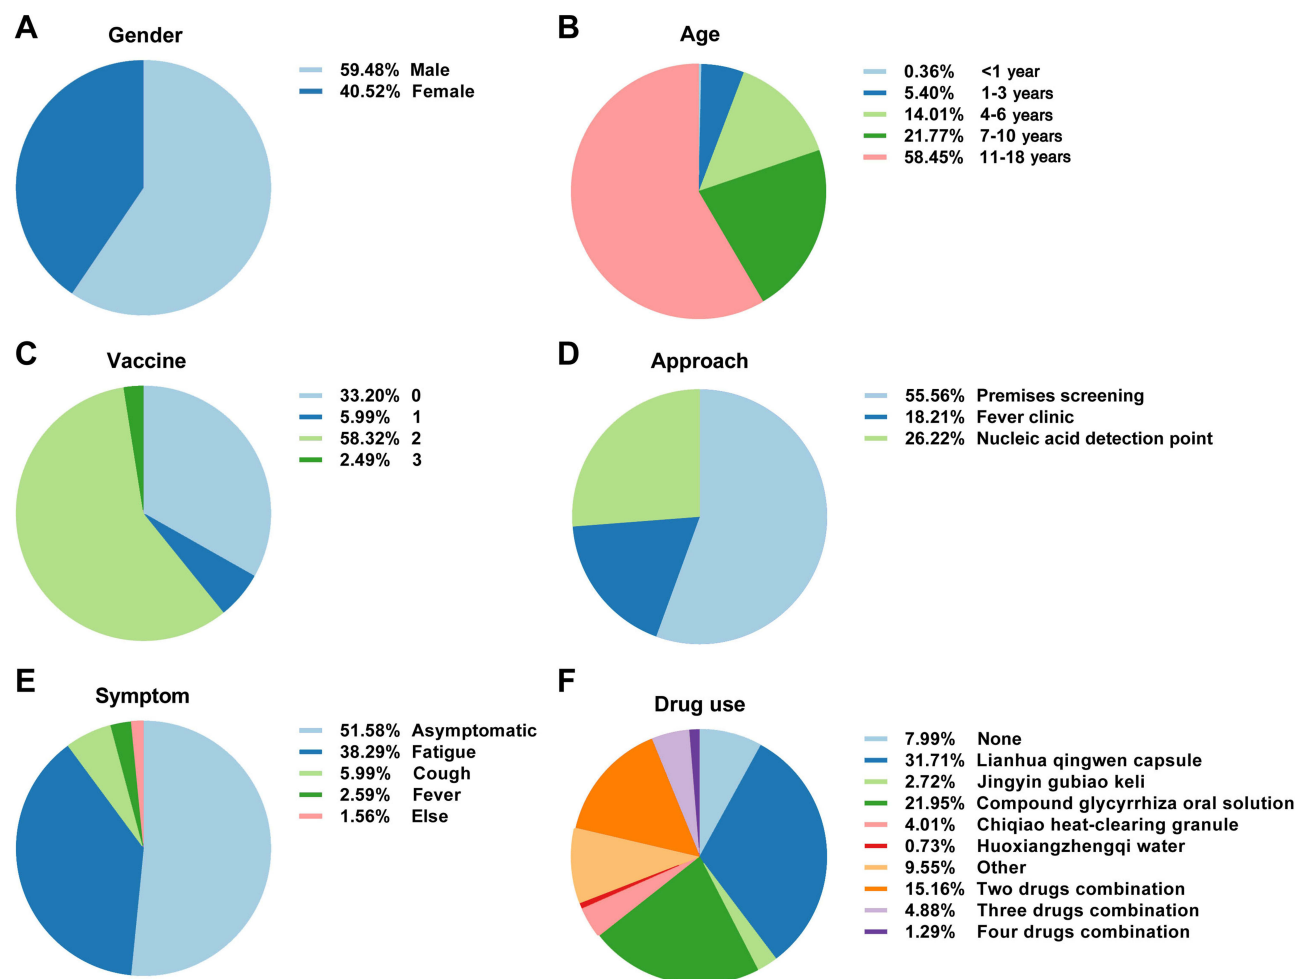 A
Gender
59.48% Male
40.52% Female
B
Age
0.36% <1 year
5.40% 1-3 years
14.01% 4-6 years
21.77% 7-10 years
58.45% 11-18 years
C
Vaccine
33.20% 0
5.99% 1
58.32% 2
2.49% 3
D
Approach
55.56% Premises screening
18.21% Fever clinic
26.22% Nucleic acid detection point
E
Symptom
51.58% Asymptomatic
38.29% Fatigue
5.99% Cough
2.59% Fever
1.56% Else
F
Drug use
7.99% None
31.71% Lianhua qingwen capsule
2.72% Jingyin gubiao keli
21.95% Compound glycyrrhiza oral solution
4.01% Chiqiao heat-clearing granule
0.73% Huoxiangzhengqi water
9.55% Other
15.16% Two drugs combination
4.88% Three drugs combination
1.29% Four drugs combination